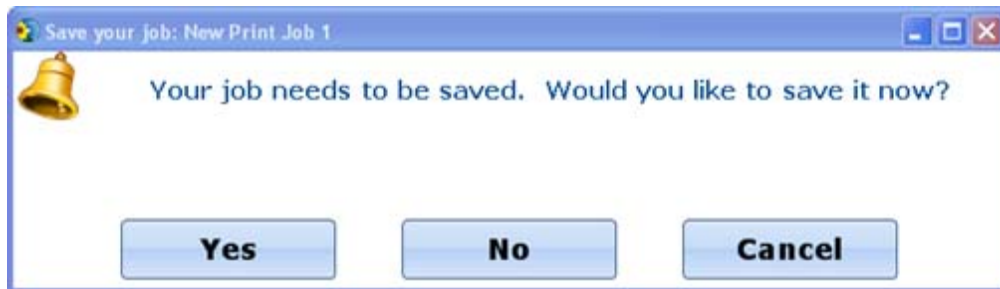 Save your job: New Print Job 1
Your job needs to be saved. Would you like to save it now?
Yes No Cancel